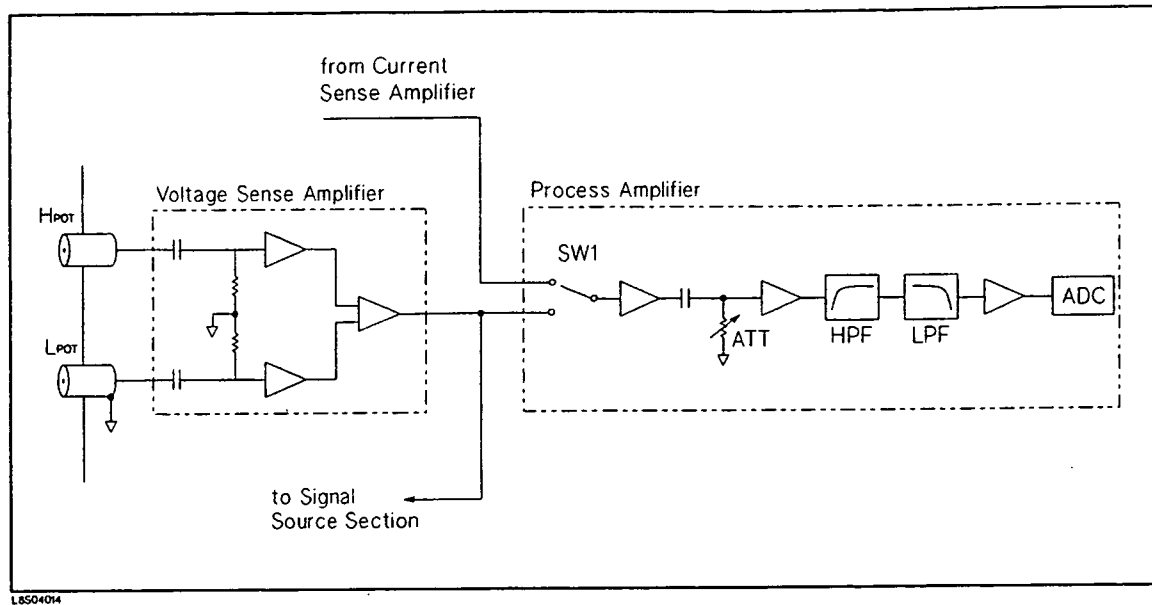 from Current
Sense Amplifier
Voltage Sense Amplifier
Process Amplifier
HPOT
SW1
ADC
LPOT
ATT
HPF
LPF
to Signal
Source Section
L8504014